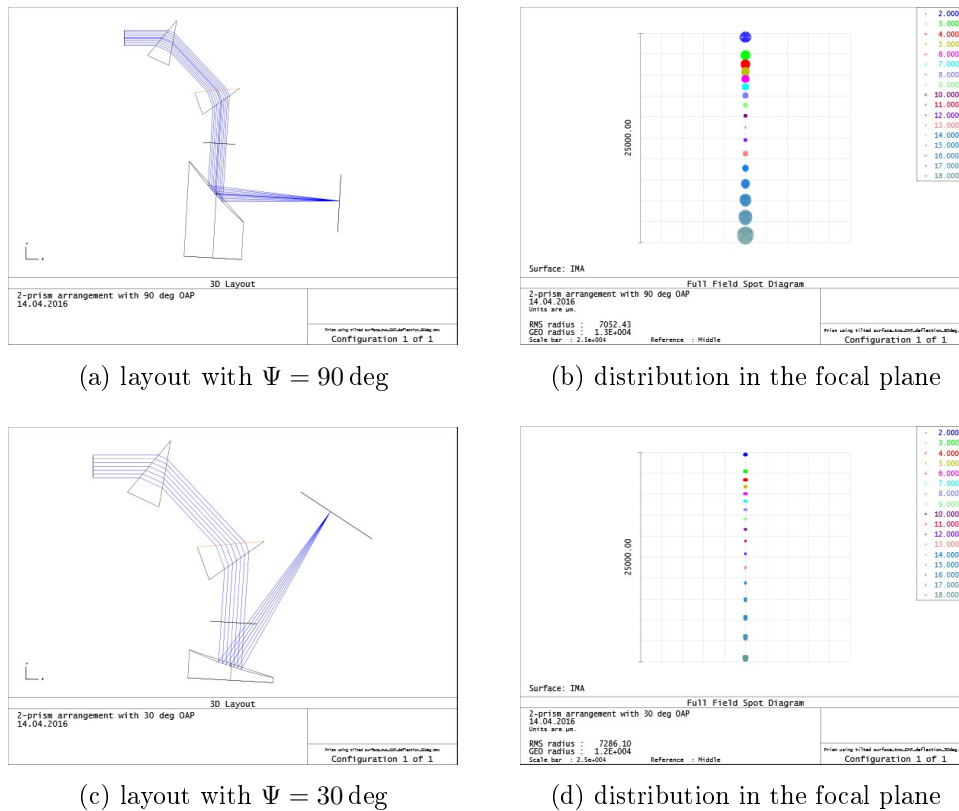 3D Layout
2-prism arrangement with 90 deg OAP
14.04.2016
Configuration 1 of 1
(a) layout with Ψ = 90 deg
25000.00
2.000
3.000
4.000
5.000
6.000
7.000
8.000
9.000
10.000
11.000
12.000
13.000
14.000
15.000
16.000
17.000
18.000
Surface: IMA
Full Field Spot Diagram
2-prism arrangement with 90 deg OAP
14.04.2016
Units are µm.
RMS radius : 7052.43
GEO radius : 1.3E+004
Scale bar : 2.5e+004 Reference : Middle
Configuration 1 of 1
(b) distribution in the focal plane
3D Layout
2-prism arrangement with 30 deg OAP
14.04.2016
Configuration 1 of 1
(c) layout with Ψ = 30 deg
25000.00
2.000
3.000
4.000
5.000
6.000
7.000
8.000
9.000
10.000
11.000
12.000
13.000
14.000
15.000
16.000
17.000
18.000
Surface: IMA
Full Field Spot Diagram
2-prism arrangement with 30 deg OAP
14.04.2016
Units are µm.
RMS radius : 7286.10
GEO radius : 1.2E+004
Scale bar : 2.5e+004 Reference : Middle
Configuration 1 of 1
(d) distribution in the focal plane